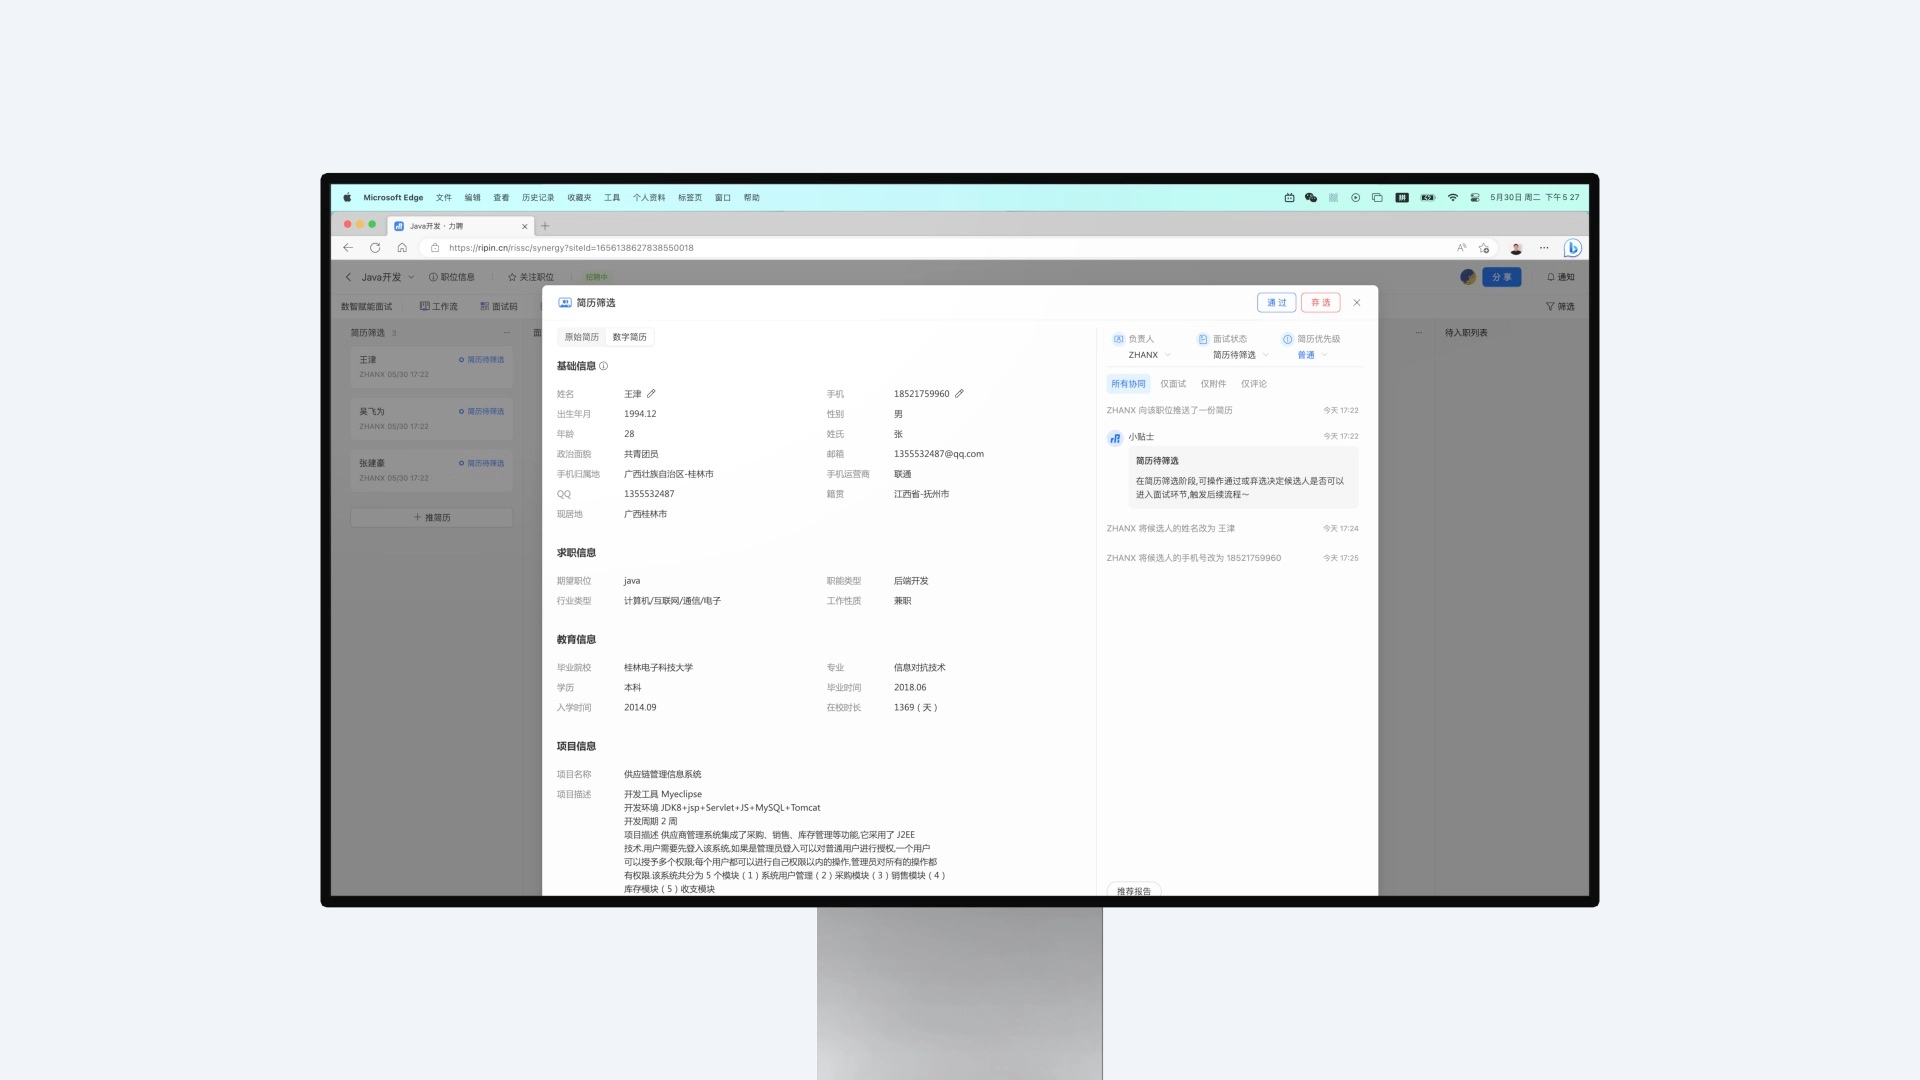 Microsoft Edge 文件 编辑 查看 历史记录 收藏夹 工具 个人资料 标签页 窗口 帮助
拼 5月30日 周二 下午5 27
Java开发 · 力聘
https://ripin.cn/rissc/synergy?siteId=1656138627838550018
Java开发 职位信息 关注职位 招聘中 分 享 通知
数智赋能面试 工作流 面试码 筛选
简历筛选 3
面
待入职列表
王津 简历待筛选
ZHANX 05/30 17:22
吴飞为 简历待筛选
ZHANX 05/30 17:22
张建豪 简历待筛选
ZHANX 05/30 17:22
推简历
简历筛选 通 过 弃 选
原始简历 数字简历
基础信息
姓名 王津 手机 18521759960
出生年月 1994.12 性别 男
年龄 28 姓氏 张
政治面貌 共青团员 邮箱 1355532487@qq.com
手机归属地 广西壮族自治区-桂林市 手机运营商 联通
QQ 1355532487 籍贯 江西省-抚州市
现居地 广西桂林市
求职信息
期望职位 java 职能类型 后端开发
行业类型 计算机/互联网/通信/电子 工作性质 兼职
教育信息
毕业院校 桂林电子科技大学 专业 信息对抗技术
学历 本科 毕业时间 2018.06
入学时间 2014.09 在校时长 1369（天）
项目信息
项目名称 供应链管理信息系统
项目描述 开发工具 Myeclipse
开发环境 JDK8+jsp+Servlet+JS+MySQL+Tomcat
开发周期 2 周
项目描述 供应商管理系统集成了采购、销售、库存管理等功能,它采用了 J2EE
技术.用户需要先登入该系统,如果是管理员登入可以对普通用户进行授权,一个用户
可以授予多个权限;每个用户都可以进行自己权限以内的操作,管理员对所有的操作都
有权限.该系统共分为 5 个模块（1）系统用户管理（2）采购模块（3）销售模块（4）
库存模块（5）收支模块
负责人 面试状态 简历优先级
ZHANX 简历待筛选 普通
所有协同 仅面试 仅附件 仅评论
ZHANX 向该职位推送了一份简历 今天 17:22
小贴士 今天 17:22
简历待筛选
在简历筛选阶段,可操作通过或弃选决定候选人是否可以
进入面试环节,触发后续流程～
ZHANX 将候选人的姓名改为 王津 今天 17:24
ZHANX 将候选人的手机号改为 18521759960 今天 17:25
推荐报告